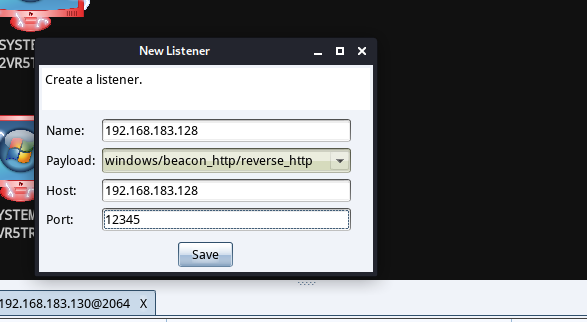 New Listener
SYSTE
2VR5T
Create a listener.
Name: 192.168.183.128
Payload: windows/beacon_http/reverse_http
Host: 192.168.183.128
Port: 12345
SYSTEM
VR5TR
Save
192.168.183.130@2064 X